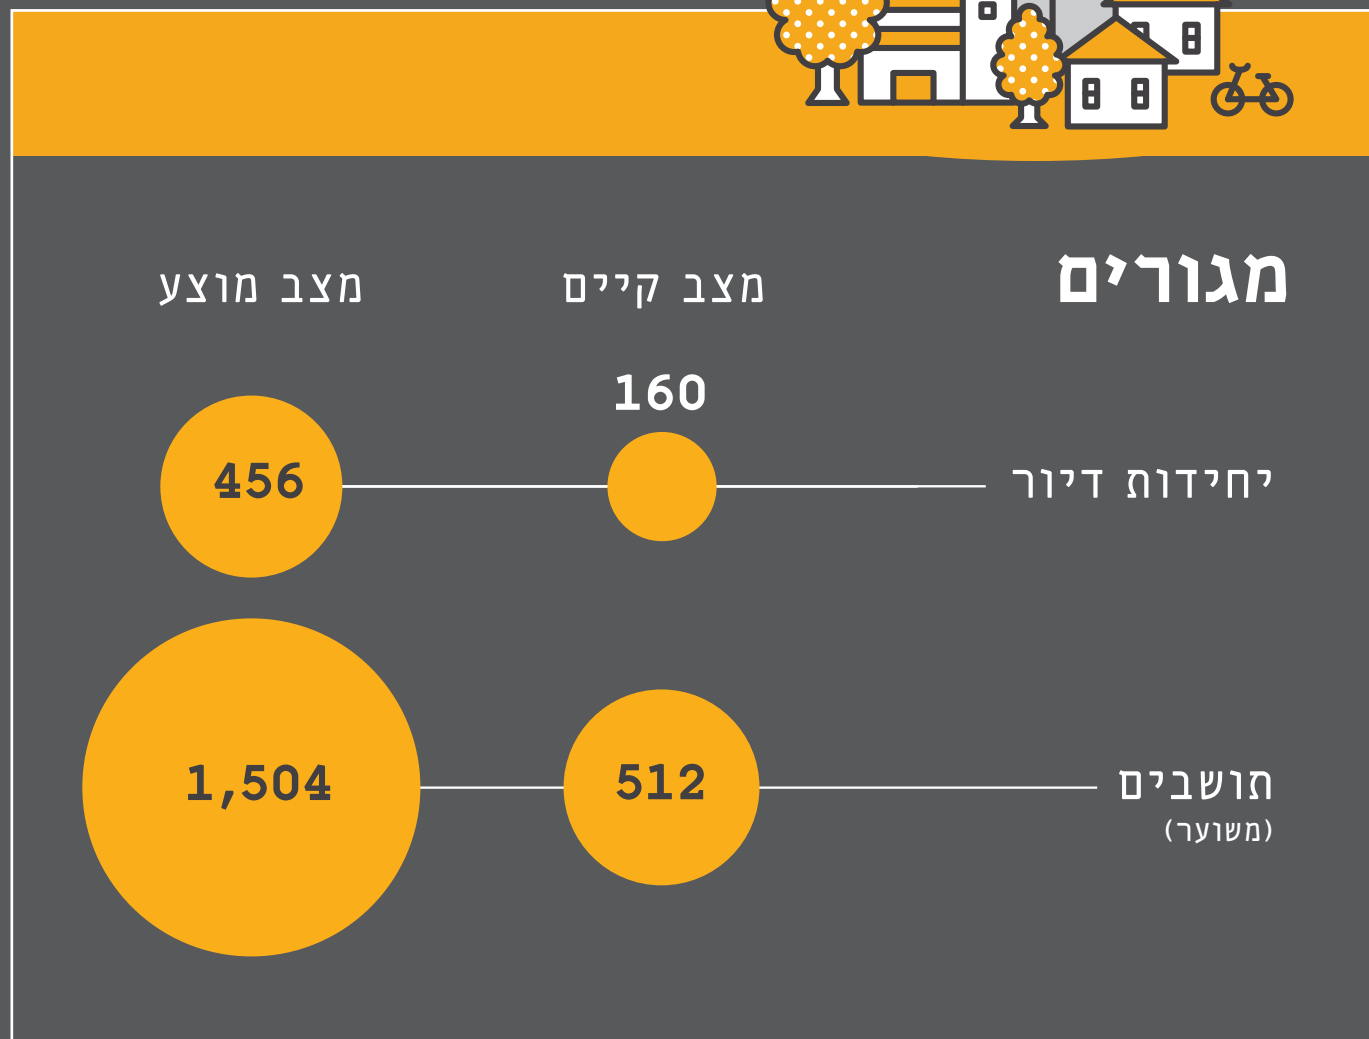 מגורים
מצב קיים
מצב מוצע
160
יחידות דיור
456
תושבים
(משוער)
512
1,504